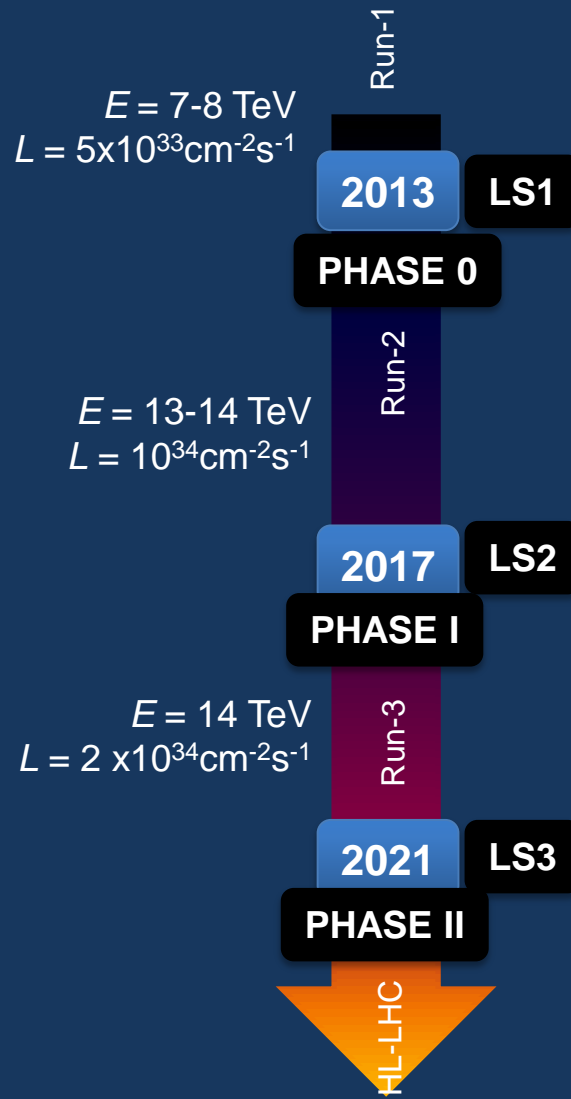 Run-1
E = 7-8 TeV
L = 5x10³³cm⁻²s⁻¹
2013 LS1
PHASE 0
Run-2
E = 13-14 TeV
L = 10³⁴cm⁻²s⁻¹
2017 LS2
PHASE I
Run-3
E = 14 TeV
L = 2 x10³⁴cm⁻²s⁻¹
2021 LS3
PHASE II
HL-LHC